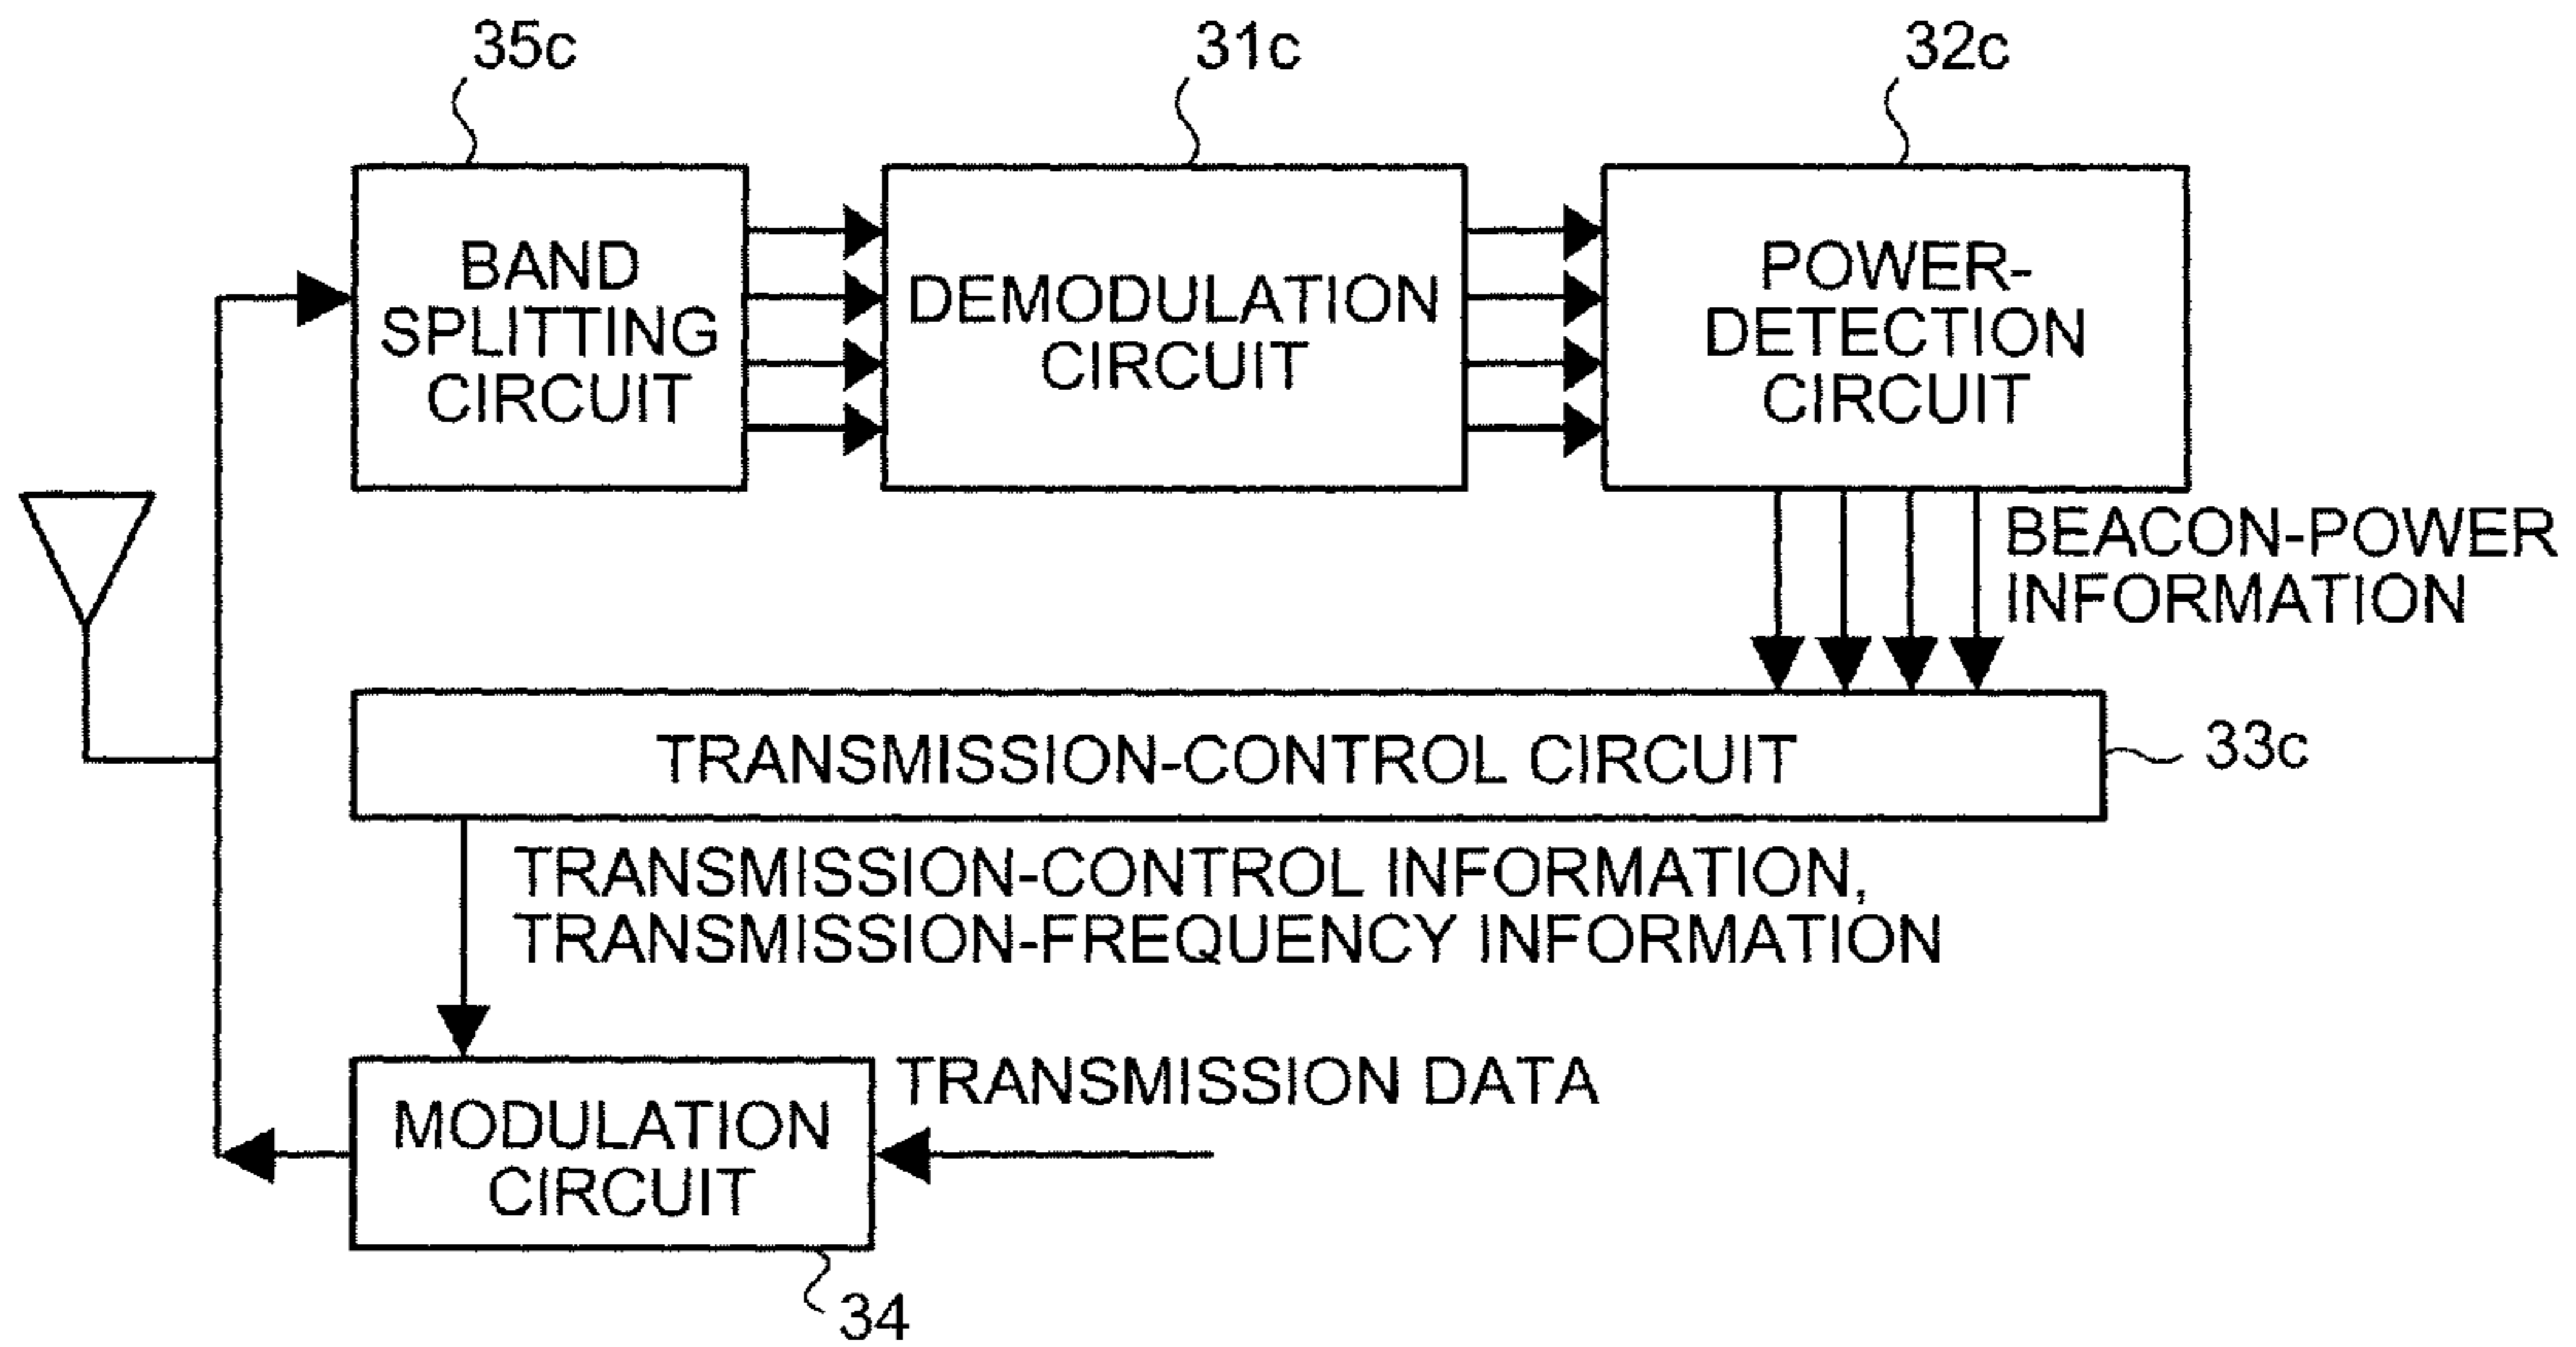 35c
31c
32c
BAND
SPLITTING
CIRCUIT
DEMODULATION
CIRCUIT
POWER-
DETECTION
CIRCUIT
BEACON-POWER
INFORMATION
TRANSMISSION-CONTROL CIRCUIT
33c
TRANSMISSION-CONTROL INFORMATION,
TRANSMISSION-FREQUENCY INFORMATION
MODULATION
CIRCUIT
TRANSMISSION DATA
34